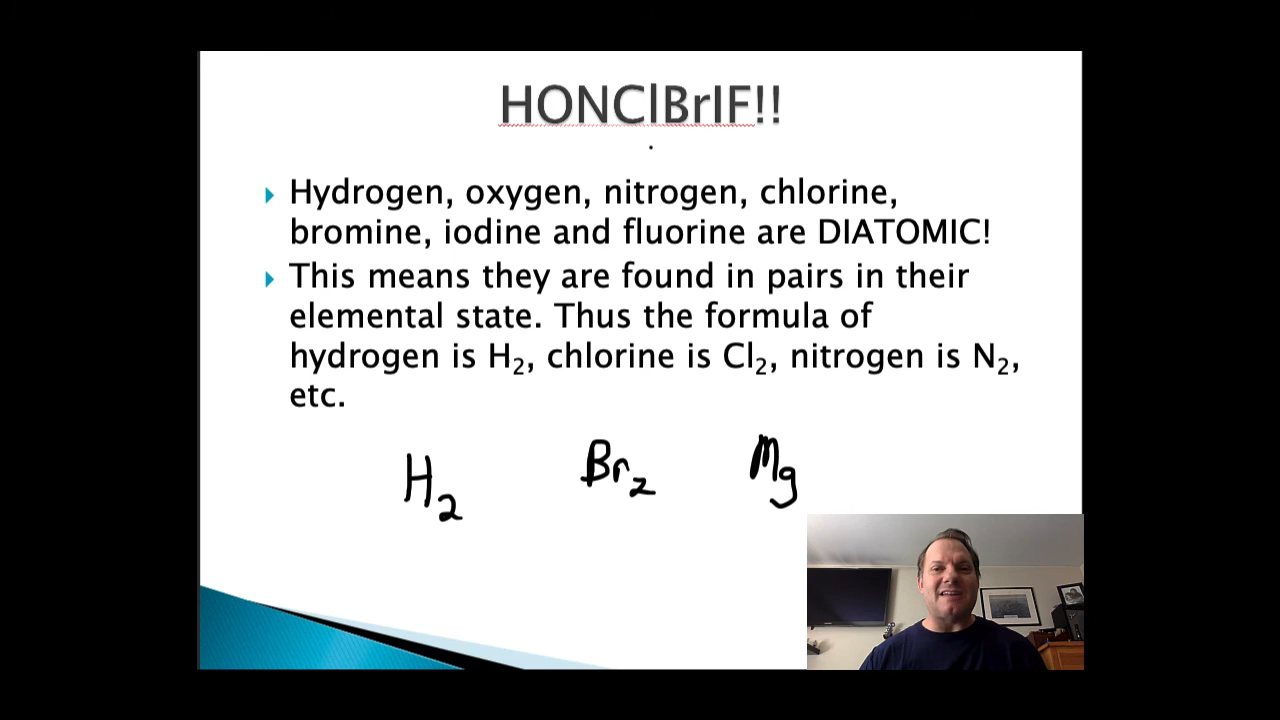 HONClBrIF!!
Hydrogen, oxygen, nitrogen, chlorine,
bromine, iodine and fluorine are DIATOMIC!
This means they are found in pairs in their
elemental state. Thus the formula of
hydrogen is H₂, chlorine is Cl₂, nitrogen is N₂,
etc.
H₂ Br₂ Mg